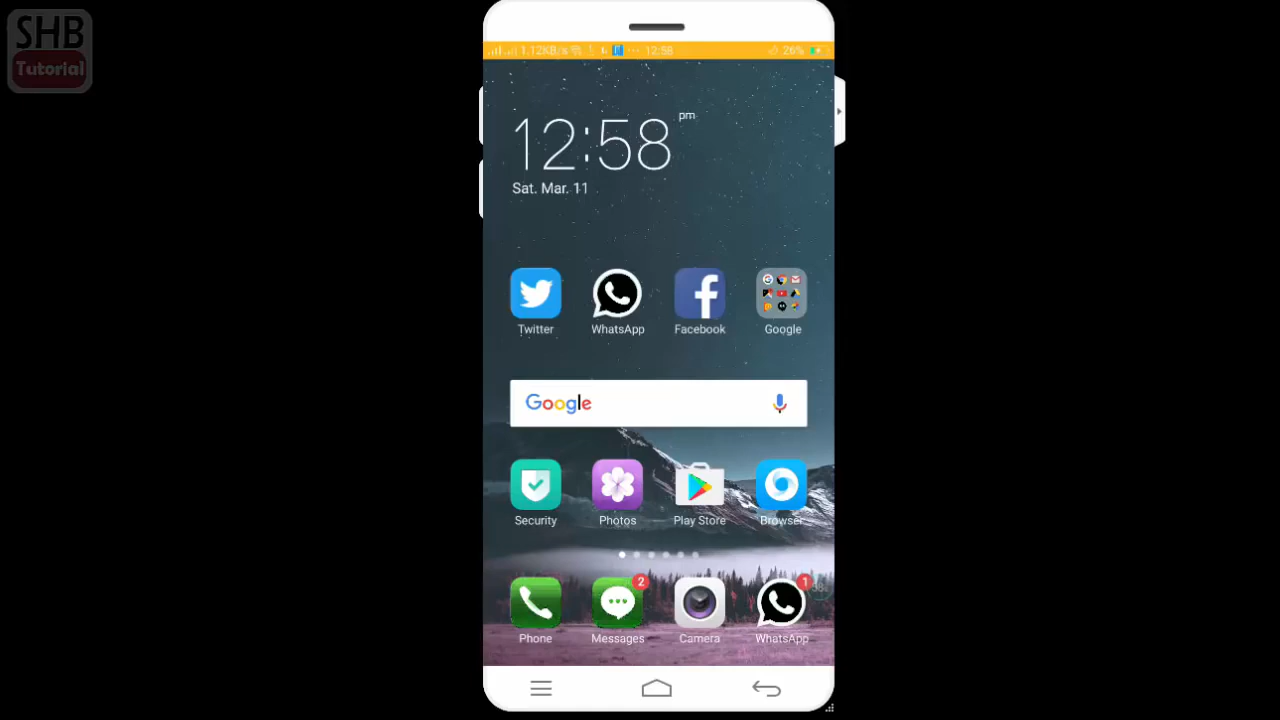 SHB
Tutorial
1.12KB/s
12:58
26%
12:58 pm
Sat. Mar. 11
Twitter
WhatsApp
Facebook
Google
Google
Security
Photos
Play Store
Browser
2
1
Phone
Messages
Camera
WhatsApp